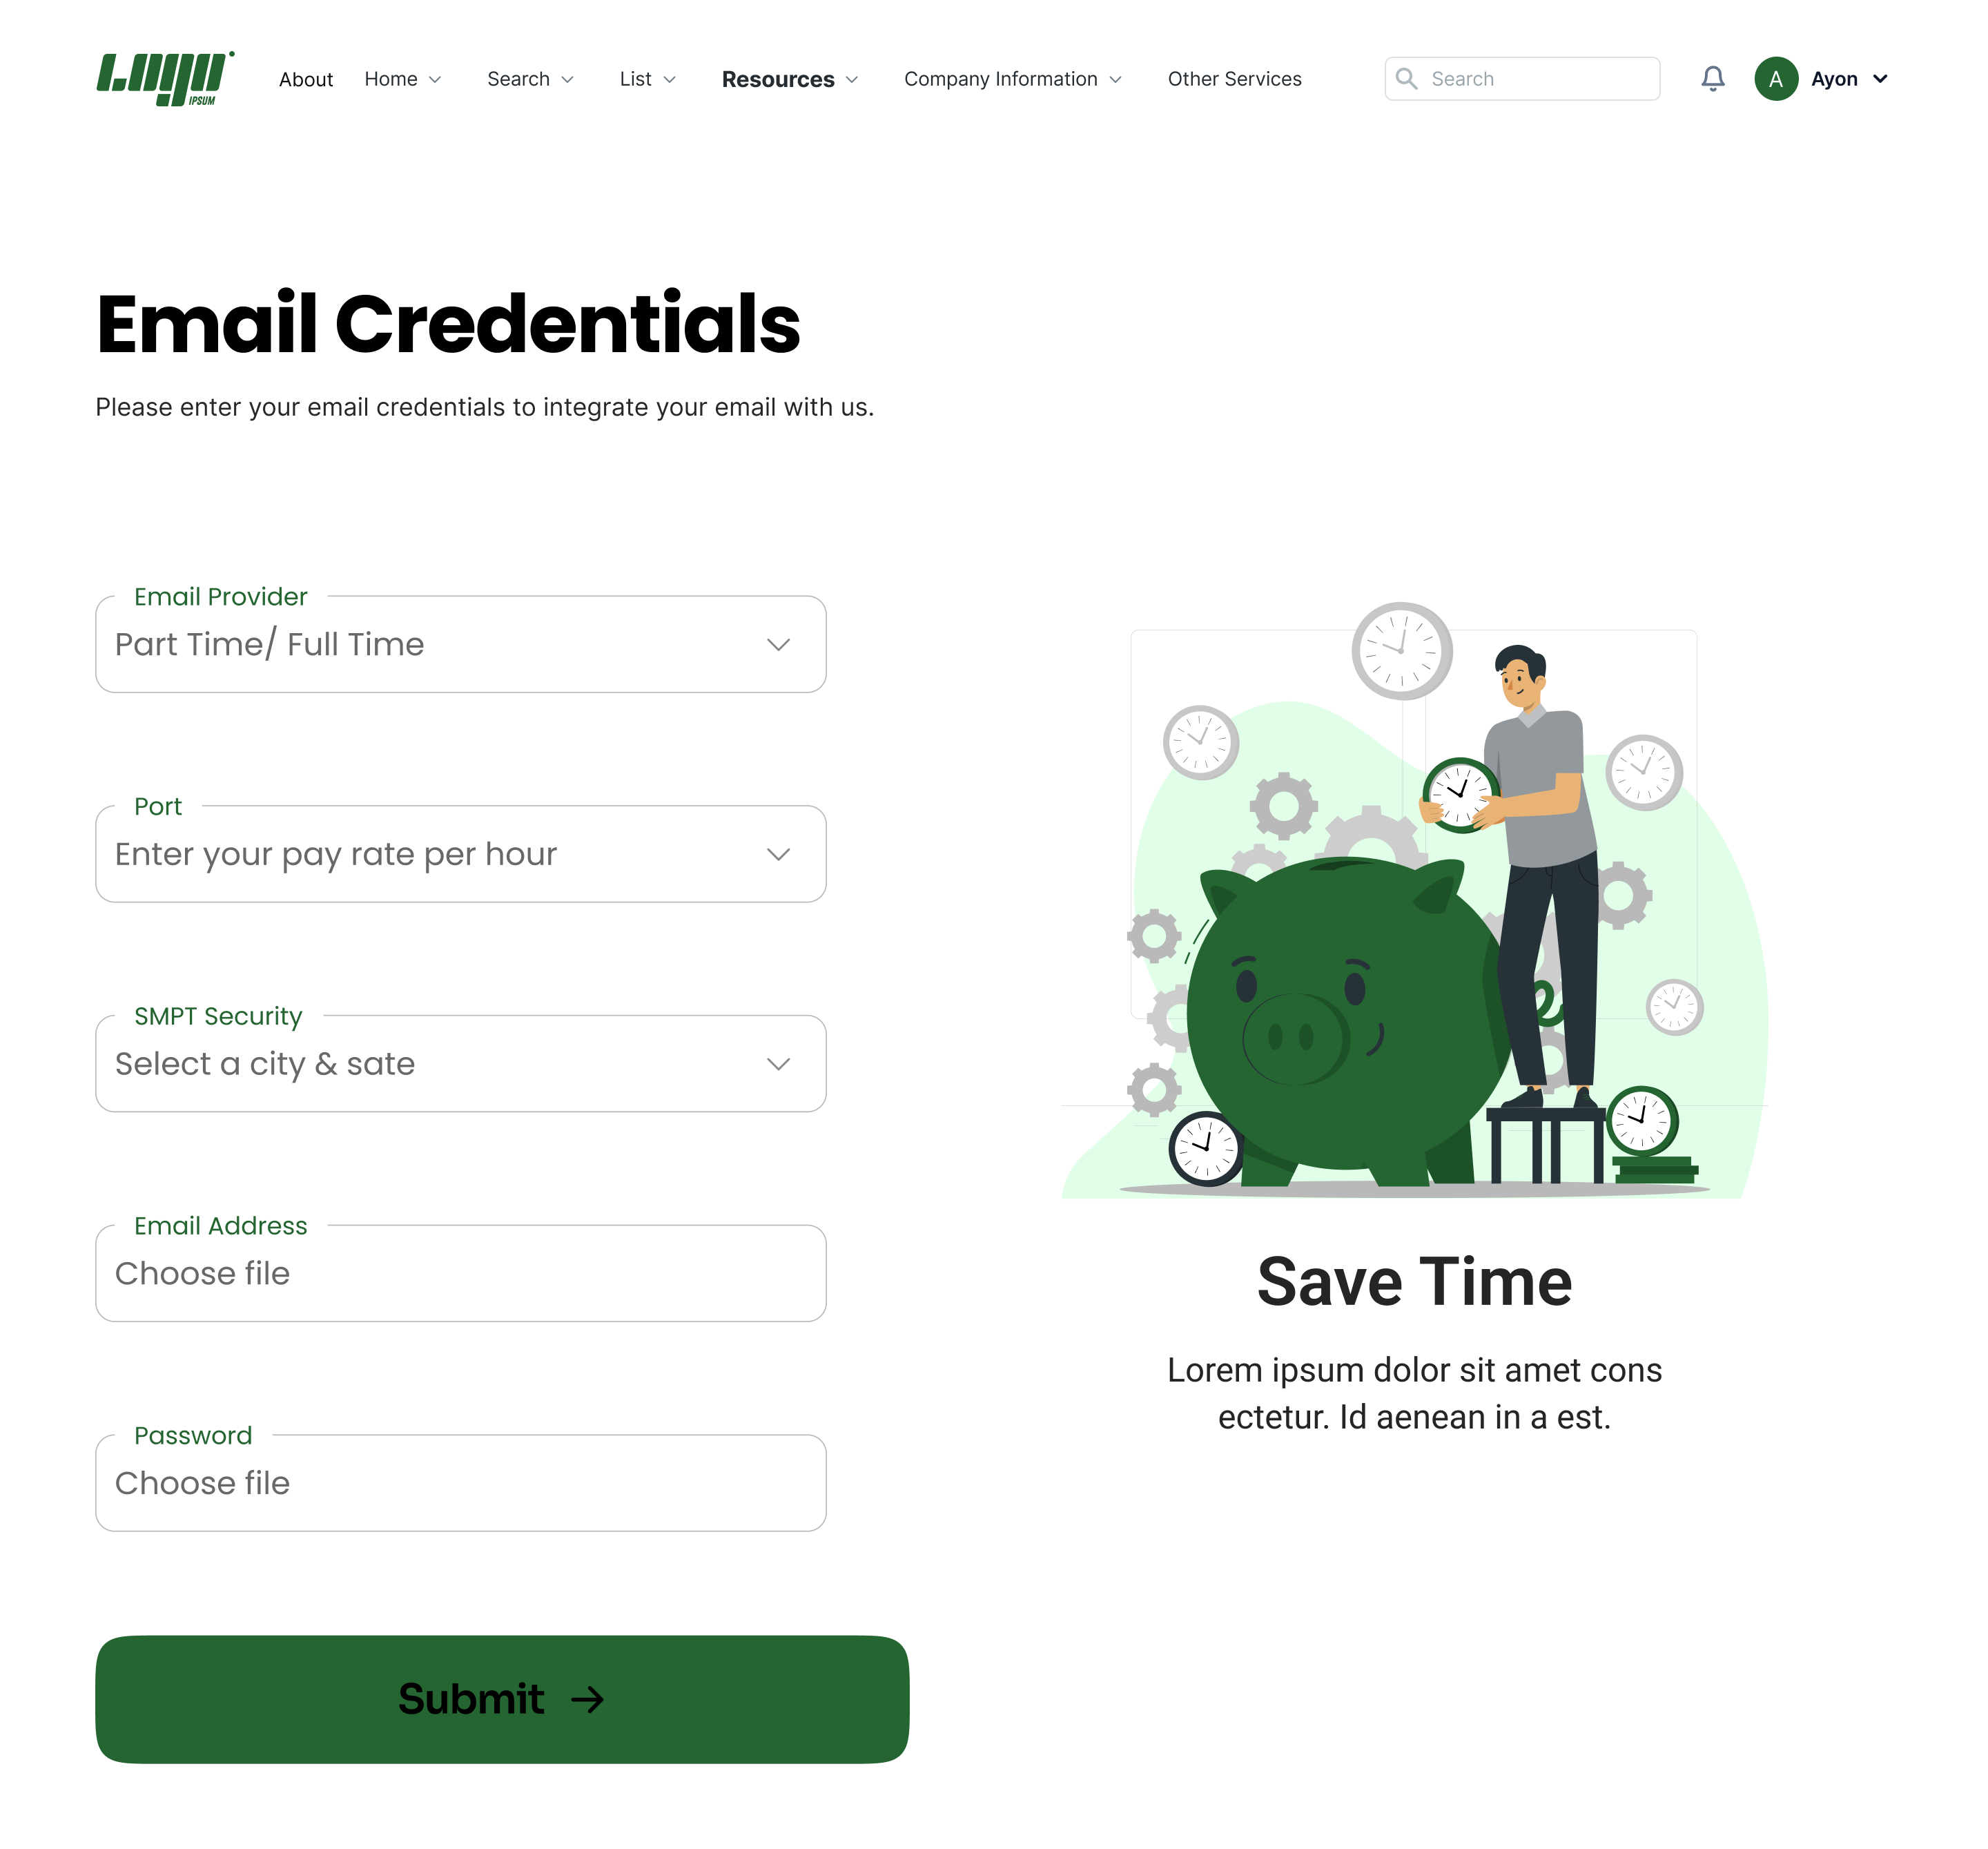 Logo IPSUM
About Home Search List Resources Company Information Other Services Search A Ayon
Email Credentials
Please enter your email credentials to integrate your email with us.
Email Provider
Part Time/ Full Time
Port
Enter your pay rate per hour
SMPT Security
Select a city & sate
Email Address
Choose file
Password
Choose file
Submit
Save Time
Lorem ipsum dolor sit amet cons
ectetur. Id aenean in a est.